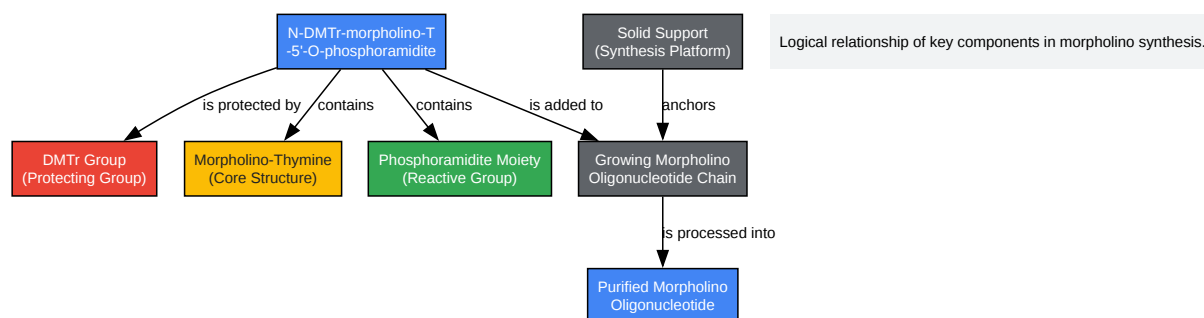 N-DMTr-morpholino-T
-5'-O-phosphoramidite
Solid Support
(Synthesis Platform)
Logical relationship of key components in morpholino synthesis.
is protected by
contains
contains
is added to
anchors
DMTr Group
(Protecting Group)
Morpholino-Thymine
(Core Structure)
Phosphoramidite Moiety
(Reactive Group)
Growing Morpholino
Oligonucleotide Chain
is processed into
Purified Morpholino
Oligonucleotide